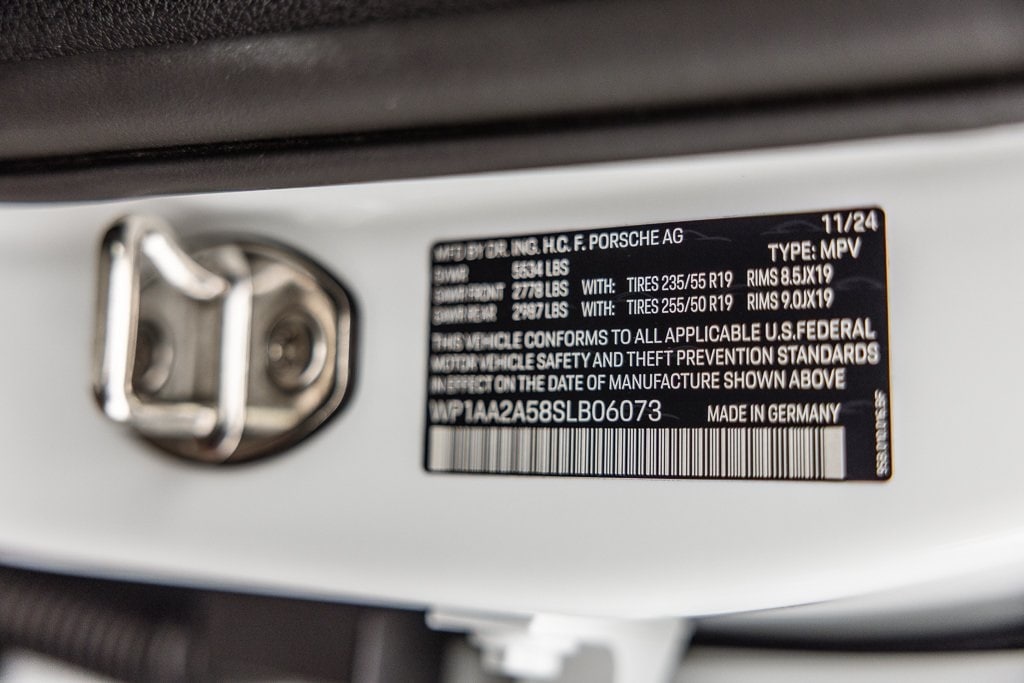 11/24
MFD BY DR. ING. H.C. F. PORSCHE AG
TYPE: MPV
GVWR 5534 LBS
GAWR FRONT 2778 LBS WITH: TIRES 235/55 R19 RIMS 8.5JX19
GAWR REAR 2987 LBS WITH: TIRES 255/50 R19 RIMS 9.0JX19
THIS VEHICLE CONFORMS TO ALL APPLICABLE U.S.FEDERAL
MOTOR VEHICLE SAFETY AND THEFT PREVENTION STANDARDS
IN EFFECT ON THE DATE OF MANUFACTURE SHOWN ABOVE
WP1AA2A58SLB06073 MADE IN GERMANY